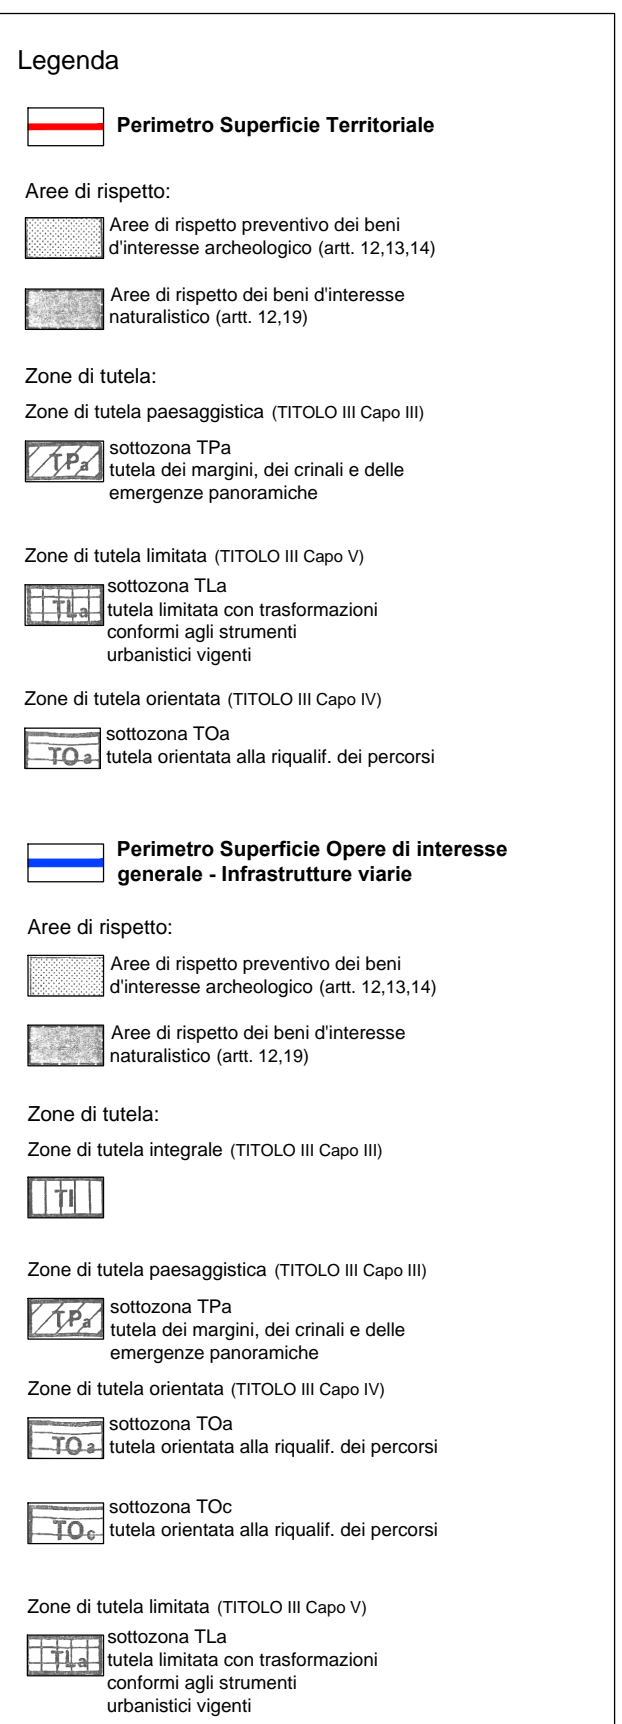 Legenda
Perimetro Superficie Territoriale
Aree di rispetto:
Aree di rispetto preventivo dei beni
d'interesse archeologico (artt. 12,13,14)
Aree di rispetto dei beni d'interesse
naturalistico (artt. 12,19)
Zone di tutela:
Zone di tutela paesaggistica (TITOLO III Capo III)
TPa
sottozona TPa
tutela dei margini, dei crinali e delle
emergenze panoramiche
Zone di tutela limitata (TITOLO III Capo V)
TLa
sottozona TLa
tutela limitata con trasformazioni
conformi agli strumenti
urbanistici vigenti
Zone di tutela orientata (TITOLO III Capo IV)
TOa
sottozona TOa
tutela orientata alla riqualif. dei percorsi
Perimetro Superficie Opere di interesse
generale - Infrastrutture viarie
Aree di rispetto:
Aree di rispetto preventivo dei beni
d'interesse archeologico (artt. 12,13,14)
Aree di rispetto dei beni d'interesse
naturalistico (artt. 12,19)
Zone di tutela:
Zone di tutela integrale (TITOLO III Capo III)
TI
Zone di tutela paesaggistica (TITOLO III Capo III)
TPa
sottozona TPa
tutela dei margini, dei crinali e delle
emergenze panoramiche
Zone di tutela orientata (TITOLO III Capo IV)
TOa
sottozona TOa
tutela orientata alla riqualif. dei percorsi
TOc
sottozona TOc
tutela orientata alla riqualif. dei percorsi
Zone di tutela limitata (TITOLO III Capo V)
TLa
sottozona TLa
tutela limitata con trasformazioni
conformi agli strumenti
urbanistici vigenti